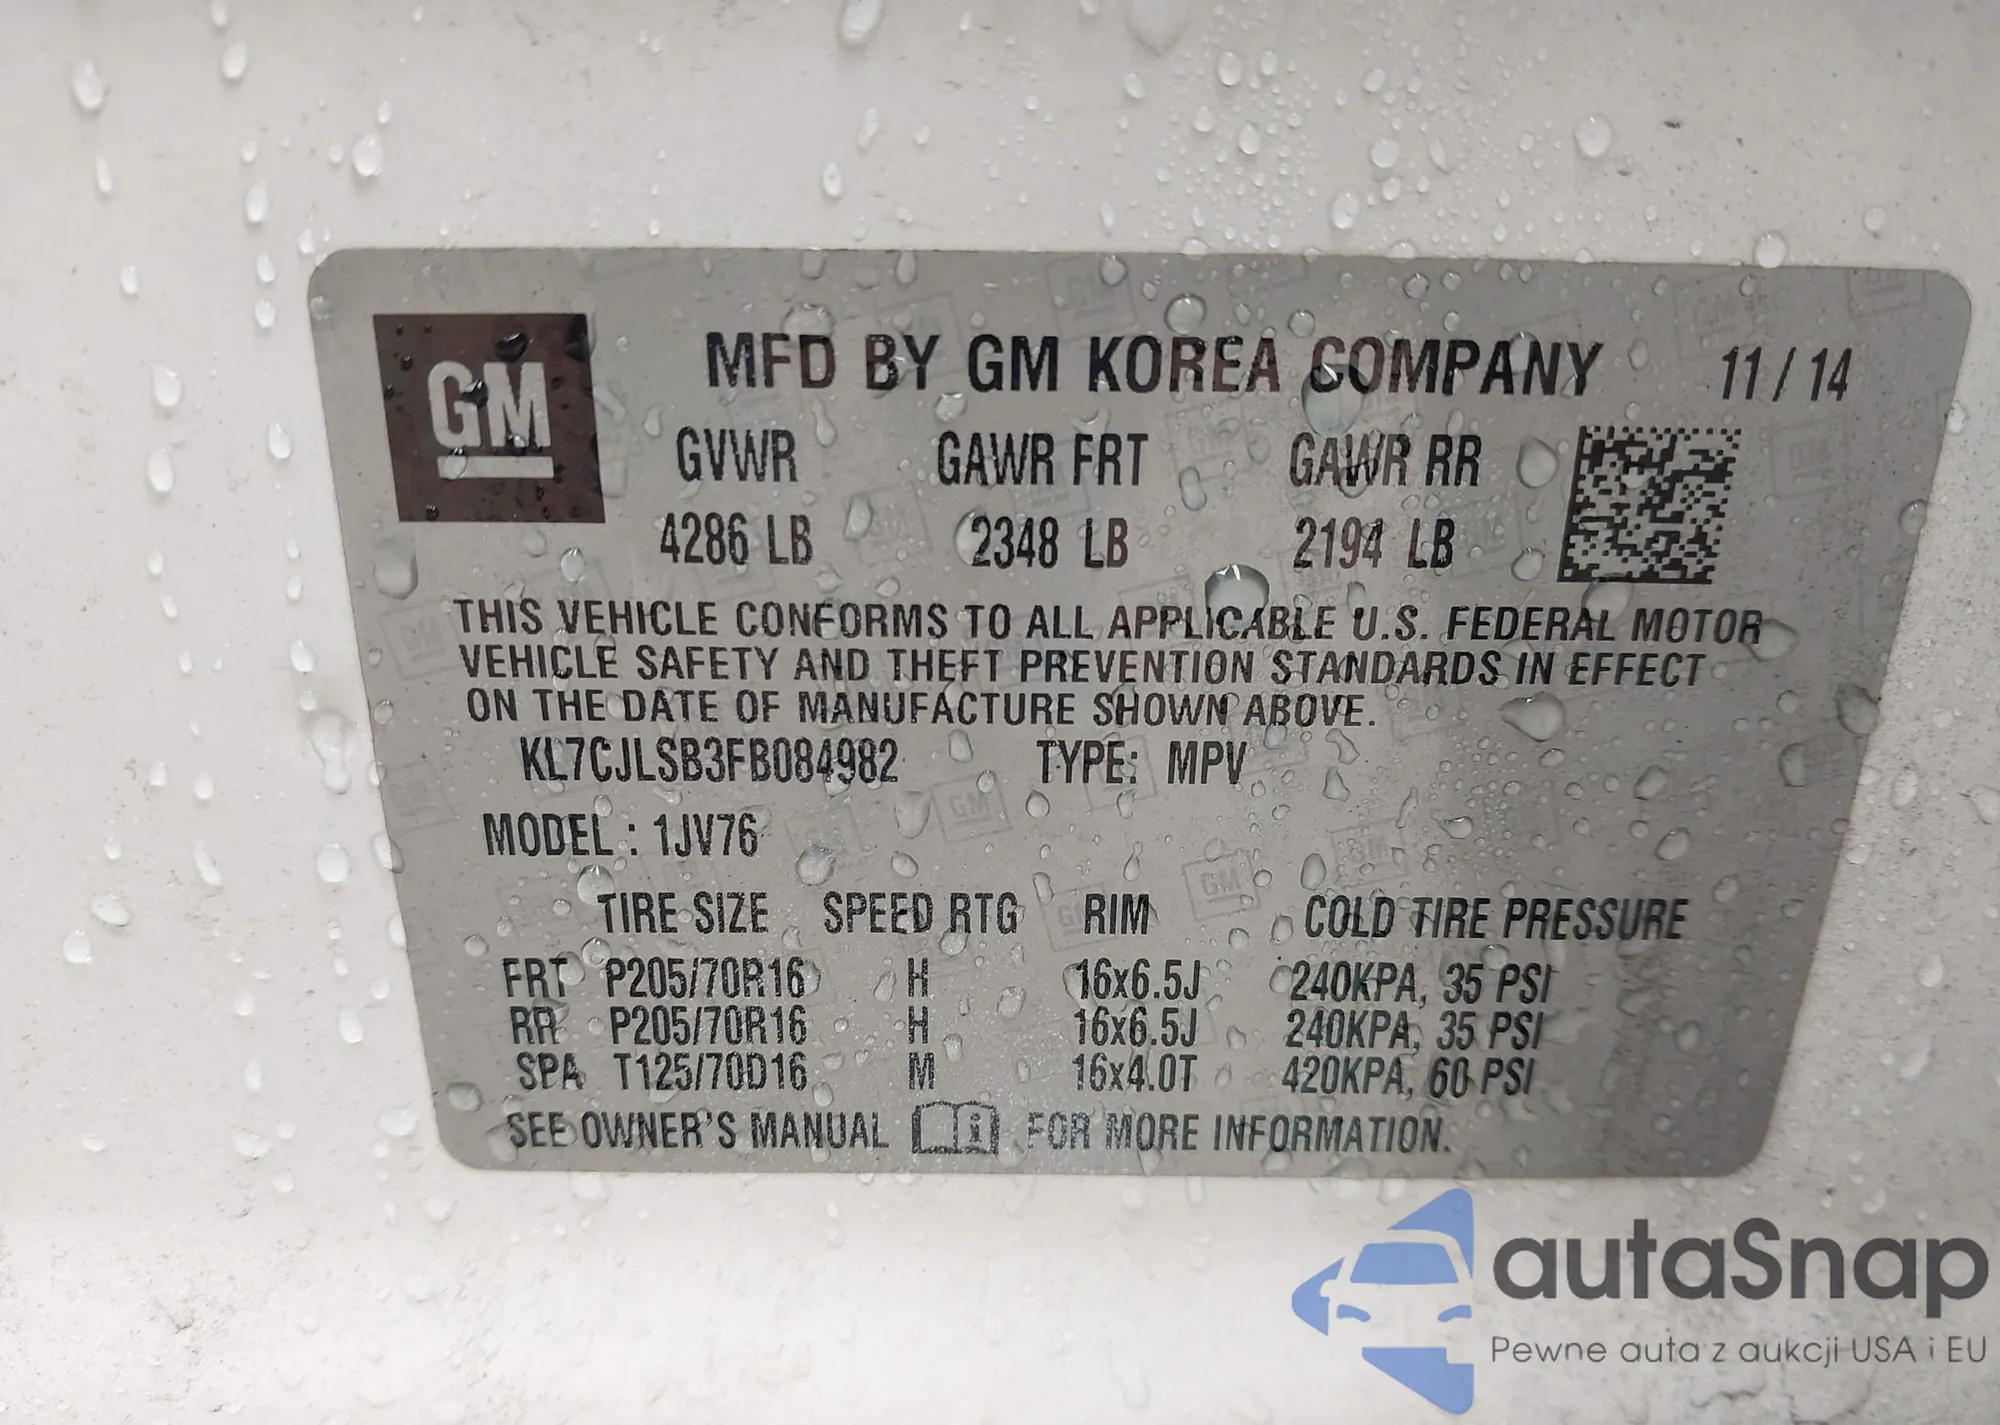 GM
MFD BY GM KOREA COMPANY 11 / 14
GVWR GAWR FRT GAWR RR
4286 LB 2348 LB 2194 LB
THIS VEHICLE CONFORMS TO ALL APPLICABLE U.S. FEDERAL MOTOR
VEHICLE SAFETY AND THEFT PREVENTION STANDARDS IN EFFECT
ON THE DATE OF MANUFACTURE SHOWN ABOVE.
KL7CJLSB3FB084982 TYPE: MPV
MODEL : 1JV76
TIRE SIZE SPEED RTG RIM COLD TIRE PRESSURE
FRT P205/70R16 H 16x6.5J 240KPA, 35 PSI
RR P205/70R16 H 16x6.5J 240KPA, 35 PSI
SPA T125/70D16 M 16x4.0T 420KPA, 60 PSI
SEE OWNER'S MANUAL i FOR MORE INFORMATION.
autaSnap
Pewne auta z aukcji USA i EU